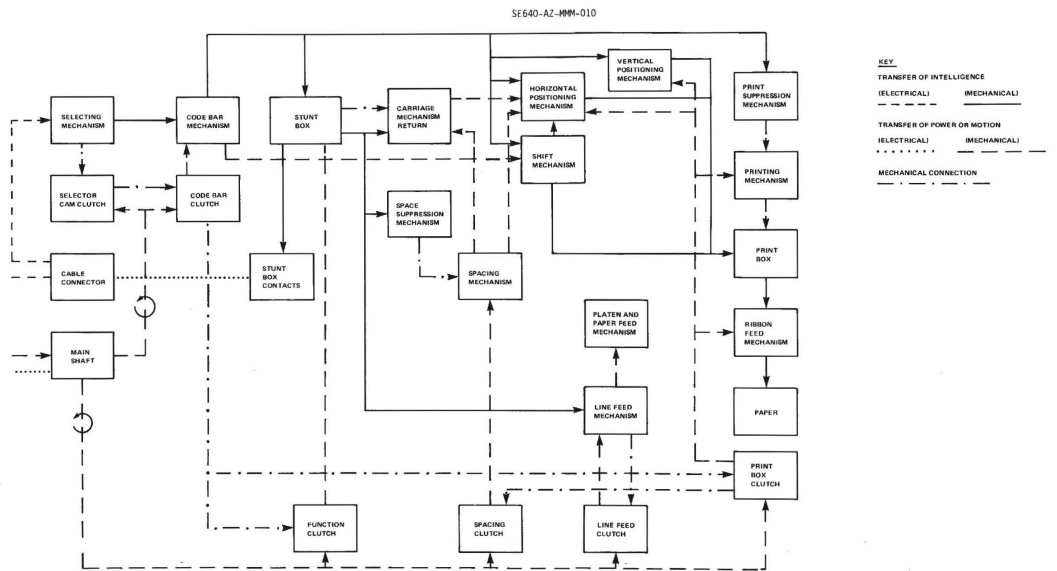 SE640-AZ-MMM-010
SELECTING
MECHANISM
CODE BAR
MECHANISM
STUNT
BOX
CARRIAGE
MECHANISM
RETURN
HORIZONTAL
POSITIONING
MECHANISM
VERTICAL
POSITIONING
MECHANISM
PRINT
SUPPRESSION
MECHANISM
SHIFT
MECHANISM
SELECTOR
CAM CLUTCH
CODE BAR
CLUTCH
SPACE
SUPPRESSION
MECHANISM
PRINTING
MECHANISM
CABLE
CONNECTOR
STUNT
BOX
CONTACTS
SPACING
MECHANISM
PRINT
BOX
MAIN
SHAFT
PLATEN AND
PAPER FEED
MECHANISM
RIBBON
FEED
MECHANISM
LINE FEED
MECHANISM
PAPER
PRINT
BOX
CLUTCH
FUNCTION
CLUTCH
SPACING
CLUTCH
LINE FEED
CLUTCH
KEY
TRANSFER OF INTELLIGENCE
(ELECTRICAL) (MECHANICAL)
TRANSFER OF POWER OR MOTION
(ELECTRICAL) (MECHANICAL)
MECHANICAL CONNECTION